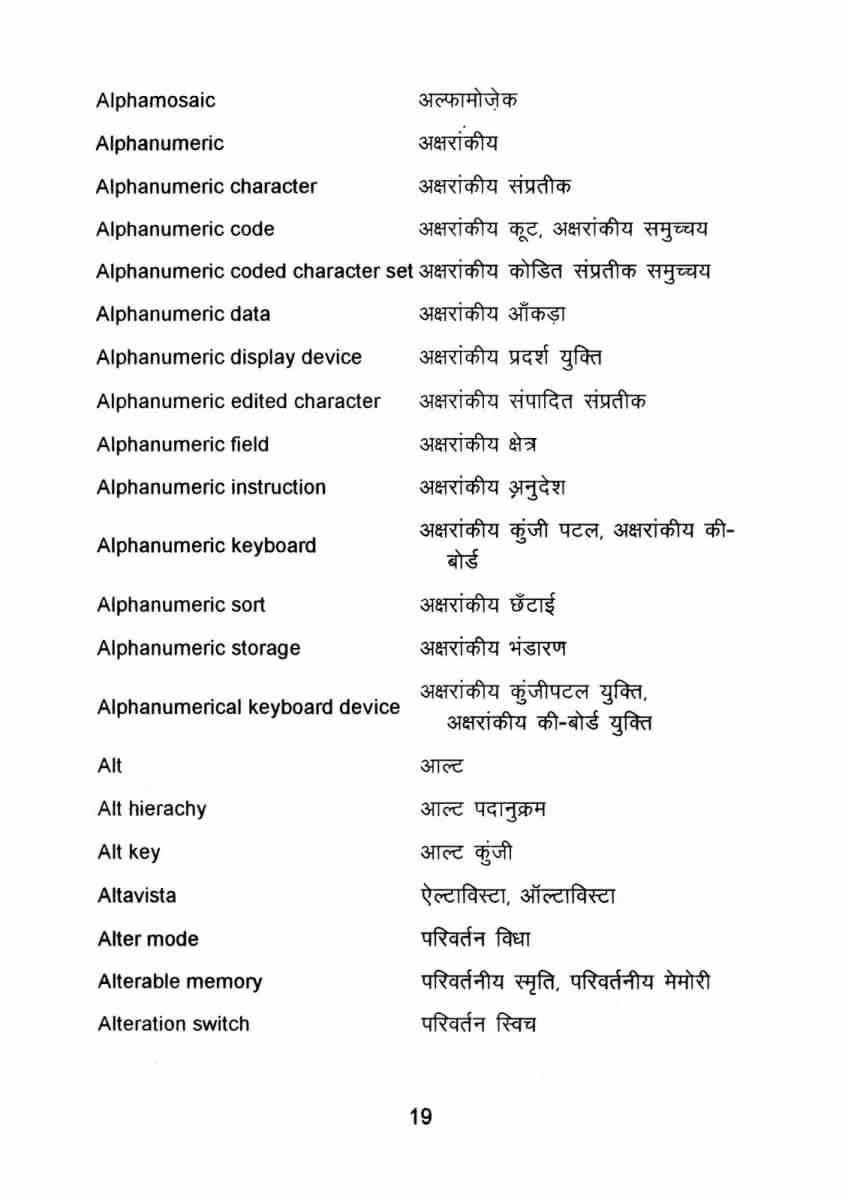 Alphamosaic अल्फामोज़ेक
Alphanumeric अक्षरांकीय
Alphanumeric character अक्षरांकीय संप्रतीक
Alphanumeric code अक्षरांकीय कूट, अक्षरांकीय समुच्चय
Alphanumeric coded character set अक्षरांकीय कोडित संप्रतीक समुच्चय
Alphanumeric data अक्षरांकीय आँकड़ा
Alphanumeric display device अक्षरांकीय प्रदर्श युक्ति
Alphanumeric edited character अक्षरांकीय संपादित संप्रतीक
Alphanumeric field अक्षरांकीय क्षेत्र
Alphanumeric instruction अक्षरांकीय अनुदेश
Alphanumeric keyboard अक्षरांकीय कुंजी पटल, अक्षरांकीय की-
बोर्ड
Alphanumeric sort अक्षरांकीय छँटाई
Alphanumeric storage अक्षरांकीय भंडारण
Alphanumerical keyboard device अक्षरांकीय कुंजीपटल युक्ति,
अक्षरांकीय की-बोर्ड युक्ति
Alt आल्ट
Alt hierachy आल्ट पदानुक्रम
Alt key आल्ट कुंजी
Altavista ऐल्टाविस्टा, ऑल्टाविस्टा
Alter mode परिवर्तन विधा
Alterable memory परिवर्तनीय स्मृति, परिवर्तनीय मेमोरी
Alteration switch परिवर्तन स्विच
19